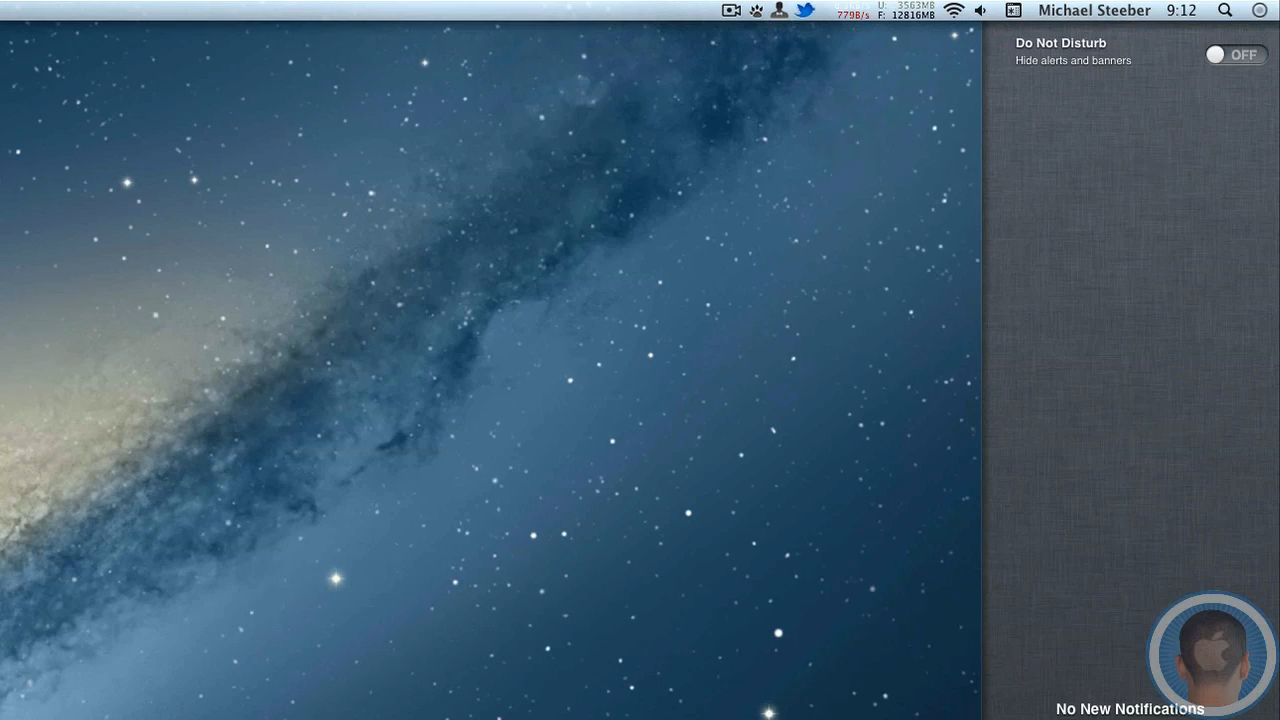 U: 3563MB
779B/s F: 12816MB
Michael Steeber 9:12
Do Not Disturb
Hide alerts and banners
OFF
No New Notifications